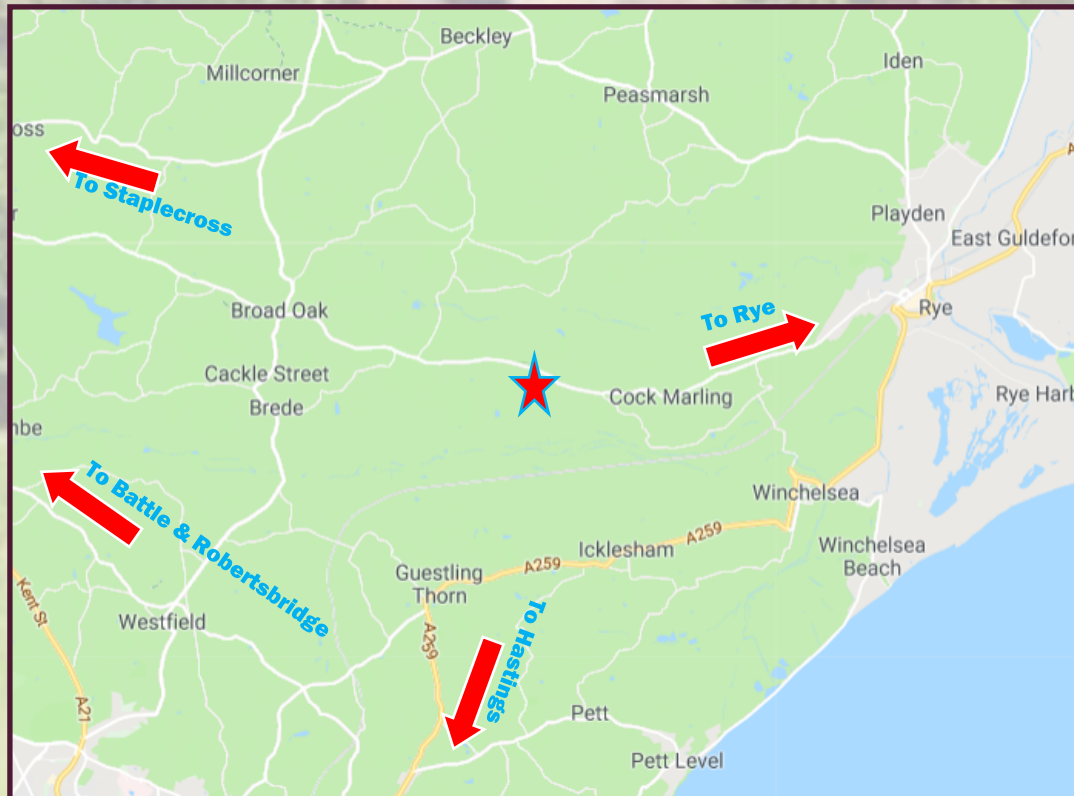 Beckley
Iden
Millcorner
Peasmarsh
oss
To Staplecross
Playden
East Guldefor
Broad Oak
To Rye
Rye
Cackle Street
Brede
Cock Marling
Rye Harb
mbe
To Battle & Robertsbridge
Winchelsea
A259
Icklesham
Winchelsea
Beach
A259
Guestling
Thorn
Kent St
Westfield
A259
To Hastings
A21
Pett
Pett Level